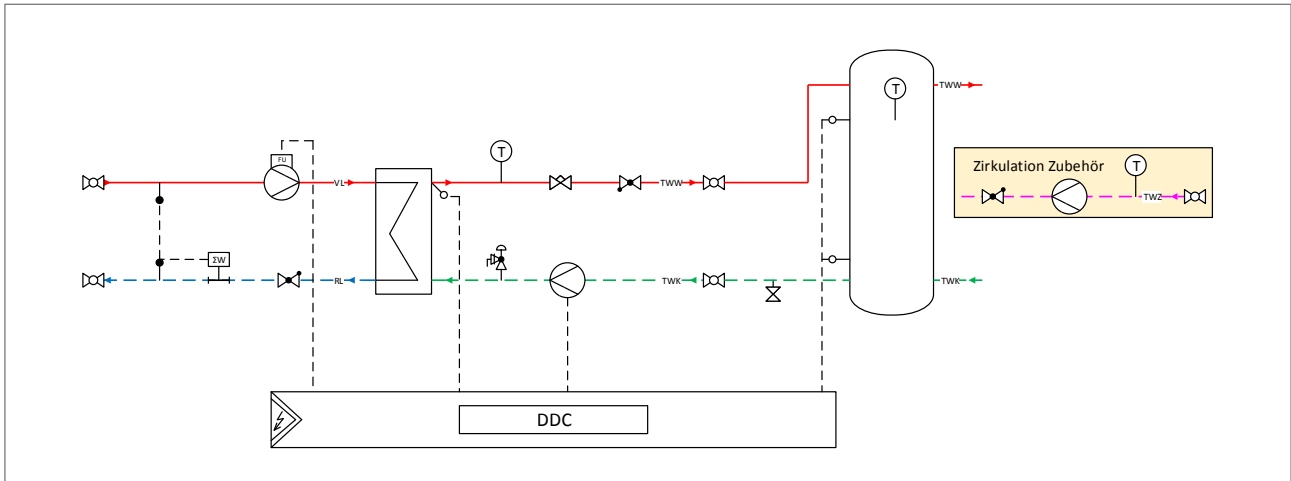 T
TWW
Zirkulation Zubehör
T
FU
T
VL
TWW
TWZ
ΣW
RL
TWK
TWK
DDC